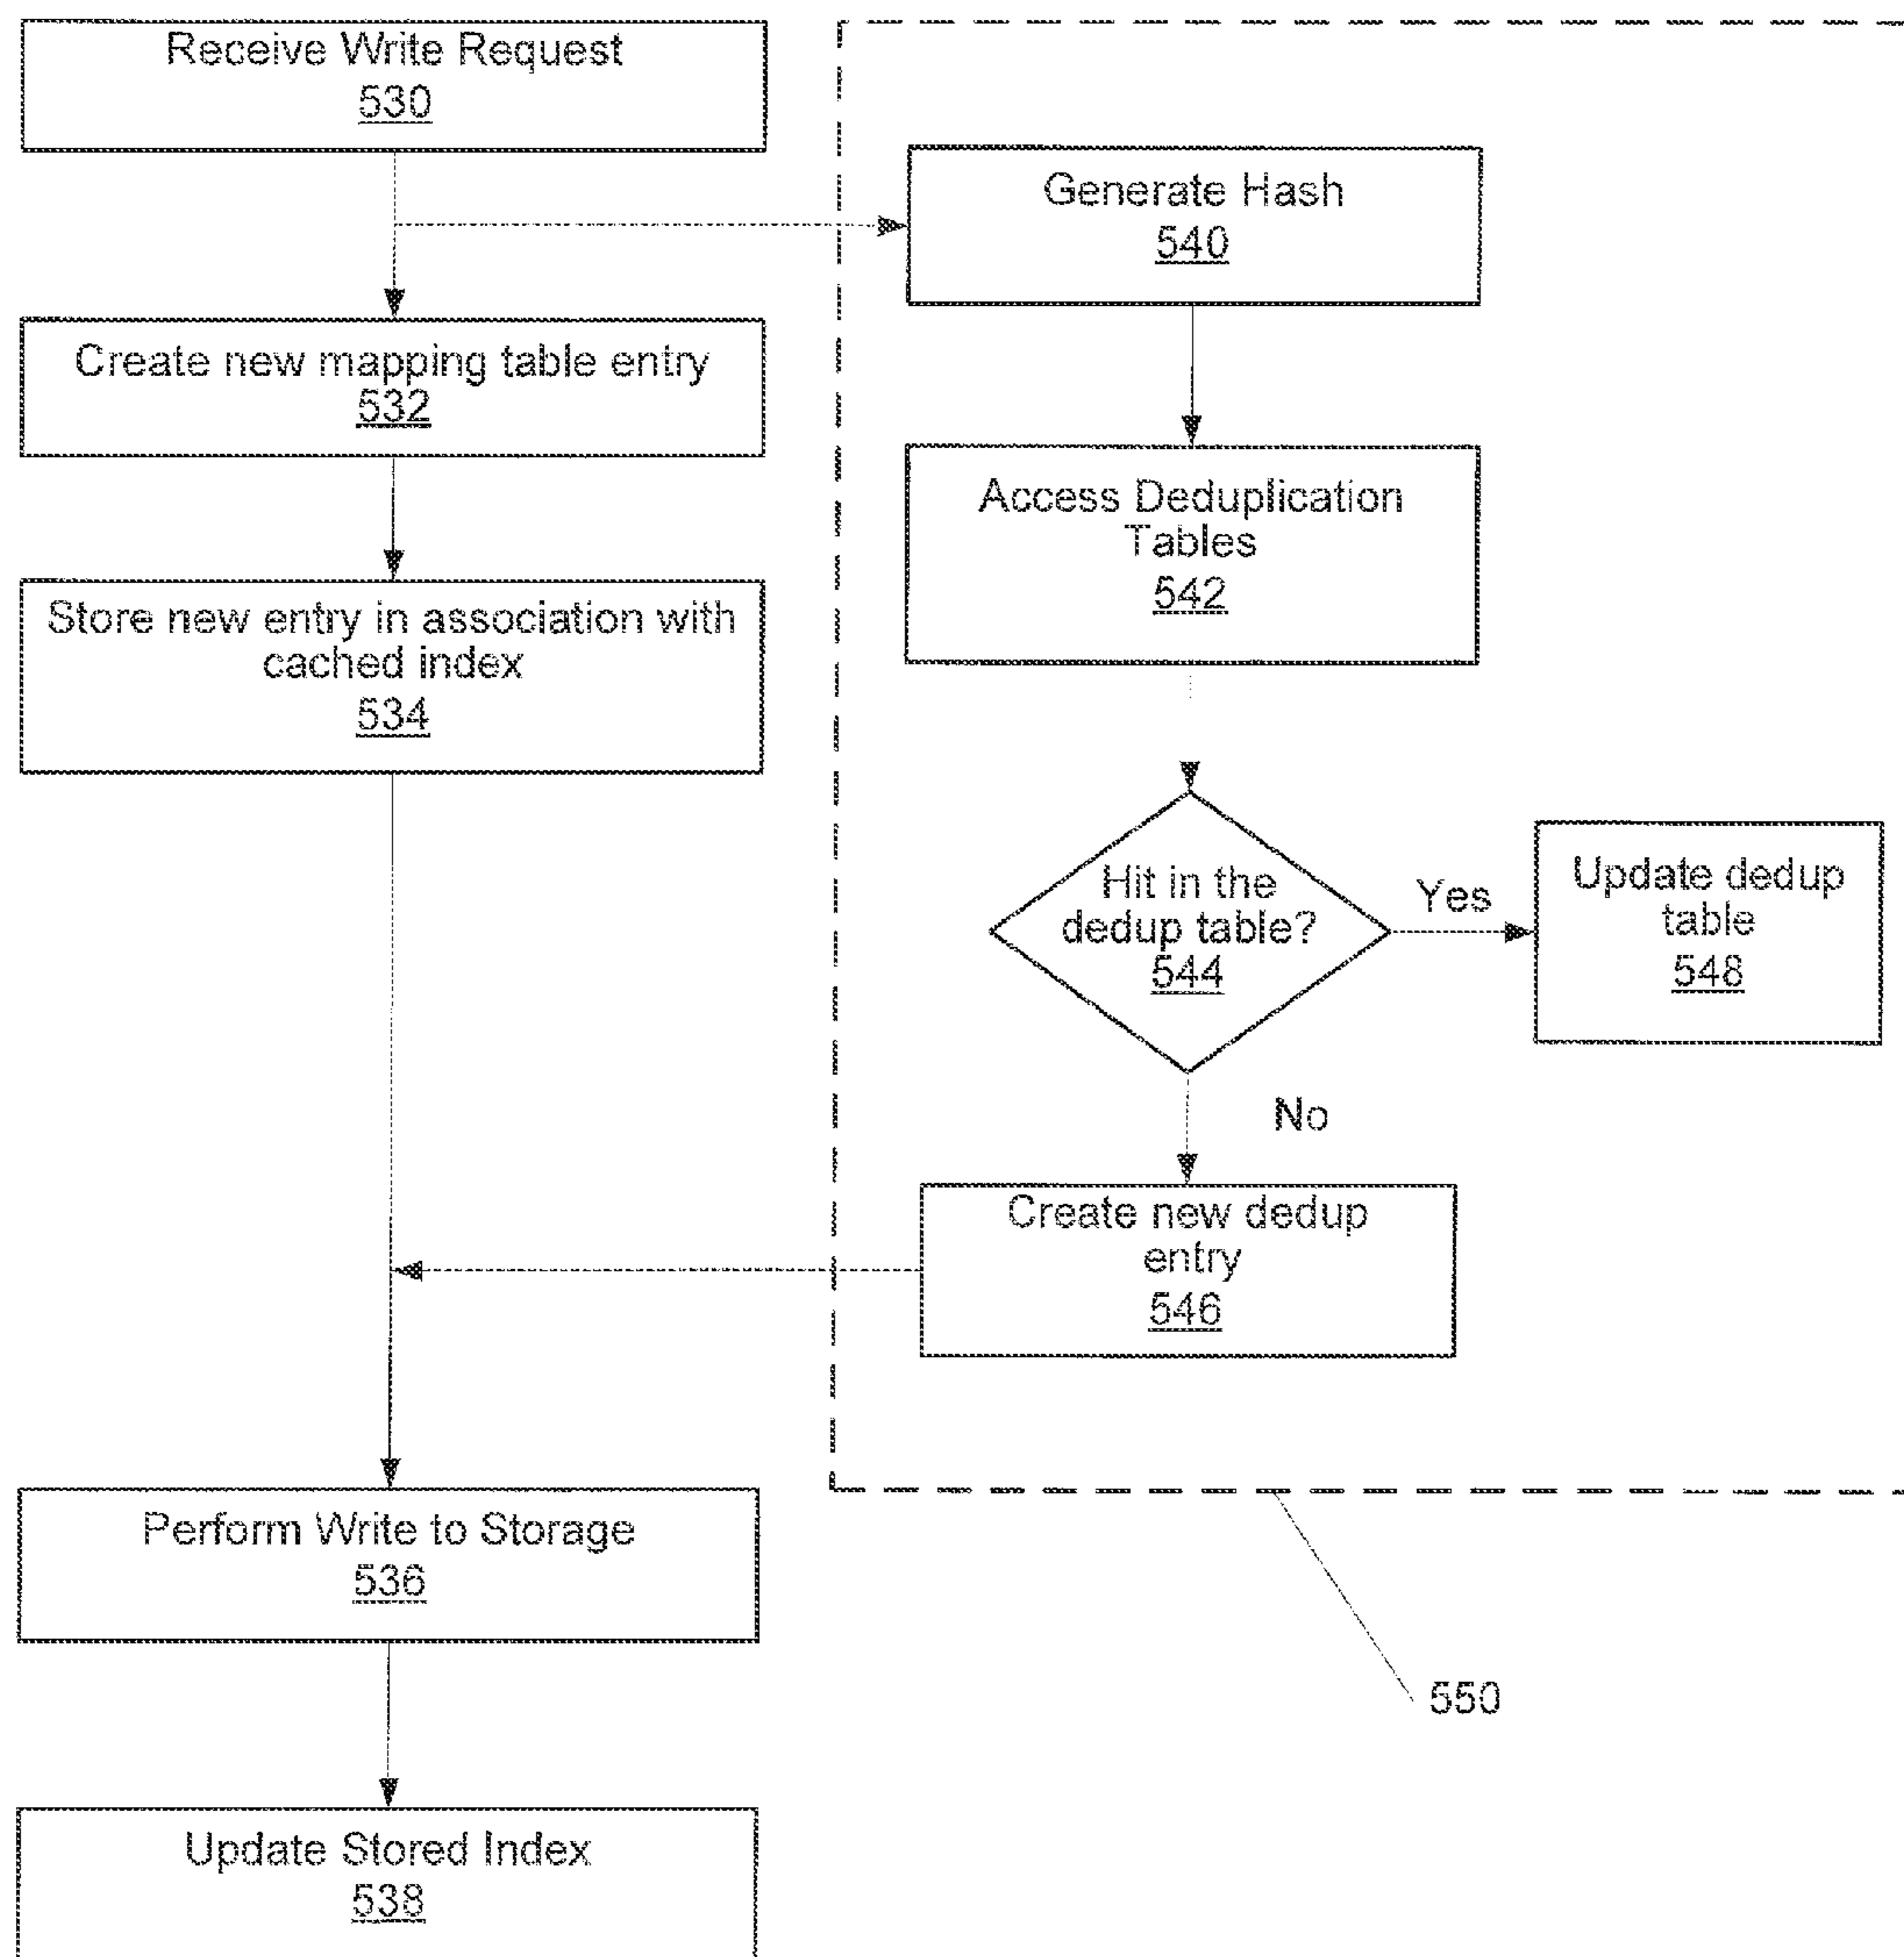 Receive Write Request
530
Generate Hash
540
Create new mapping table entry
532
Access Deduplication
Tables
542
Store new entry in association with
cached index
534
Hit in the
dedup table?
544
Yes
Update dedup
table
548
No
Create new dedup
entry
546
Perform Write to Storage
536
550
Update Stored Index
538